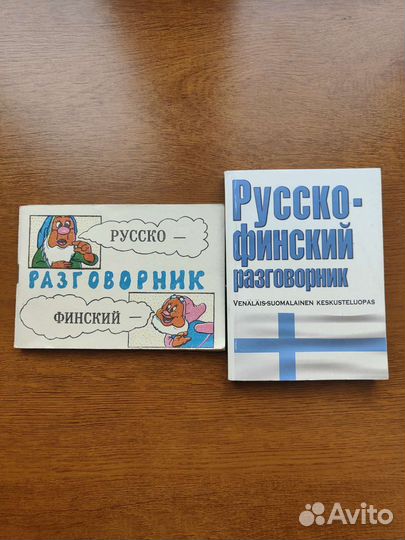 РУССКО —
РАЗГОВОРНИК
ФИНСКИЙ —
Русско-
финский
разговорник
VENÄLÄIS-SUOMALAINEN KESKUSTELUOPAS
Avito